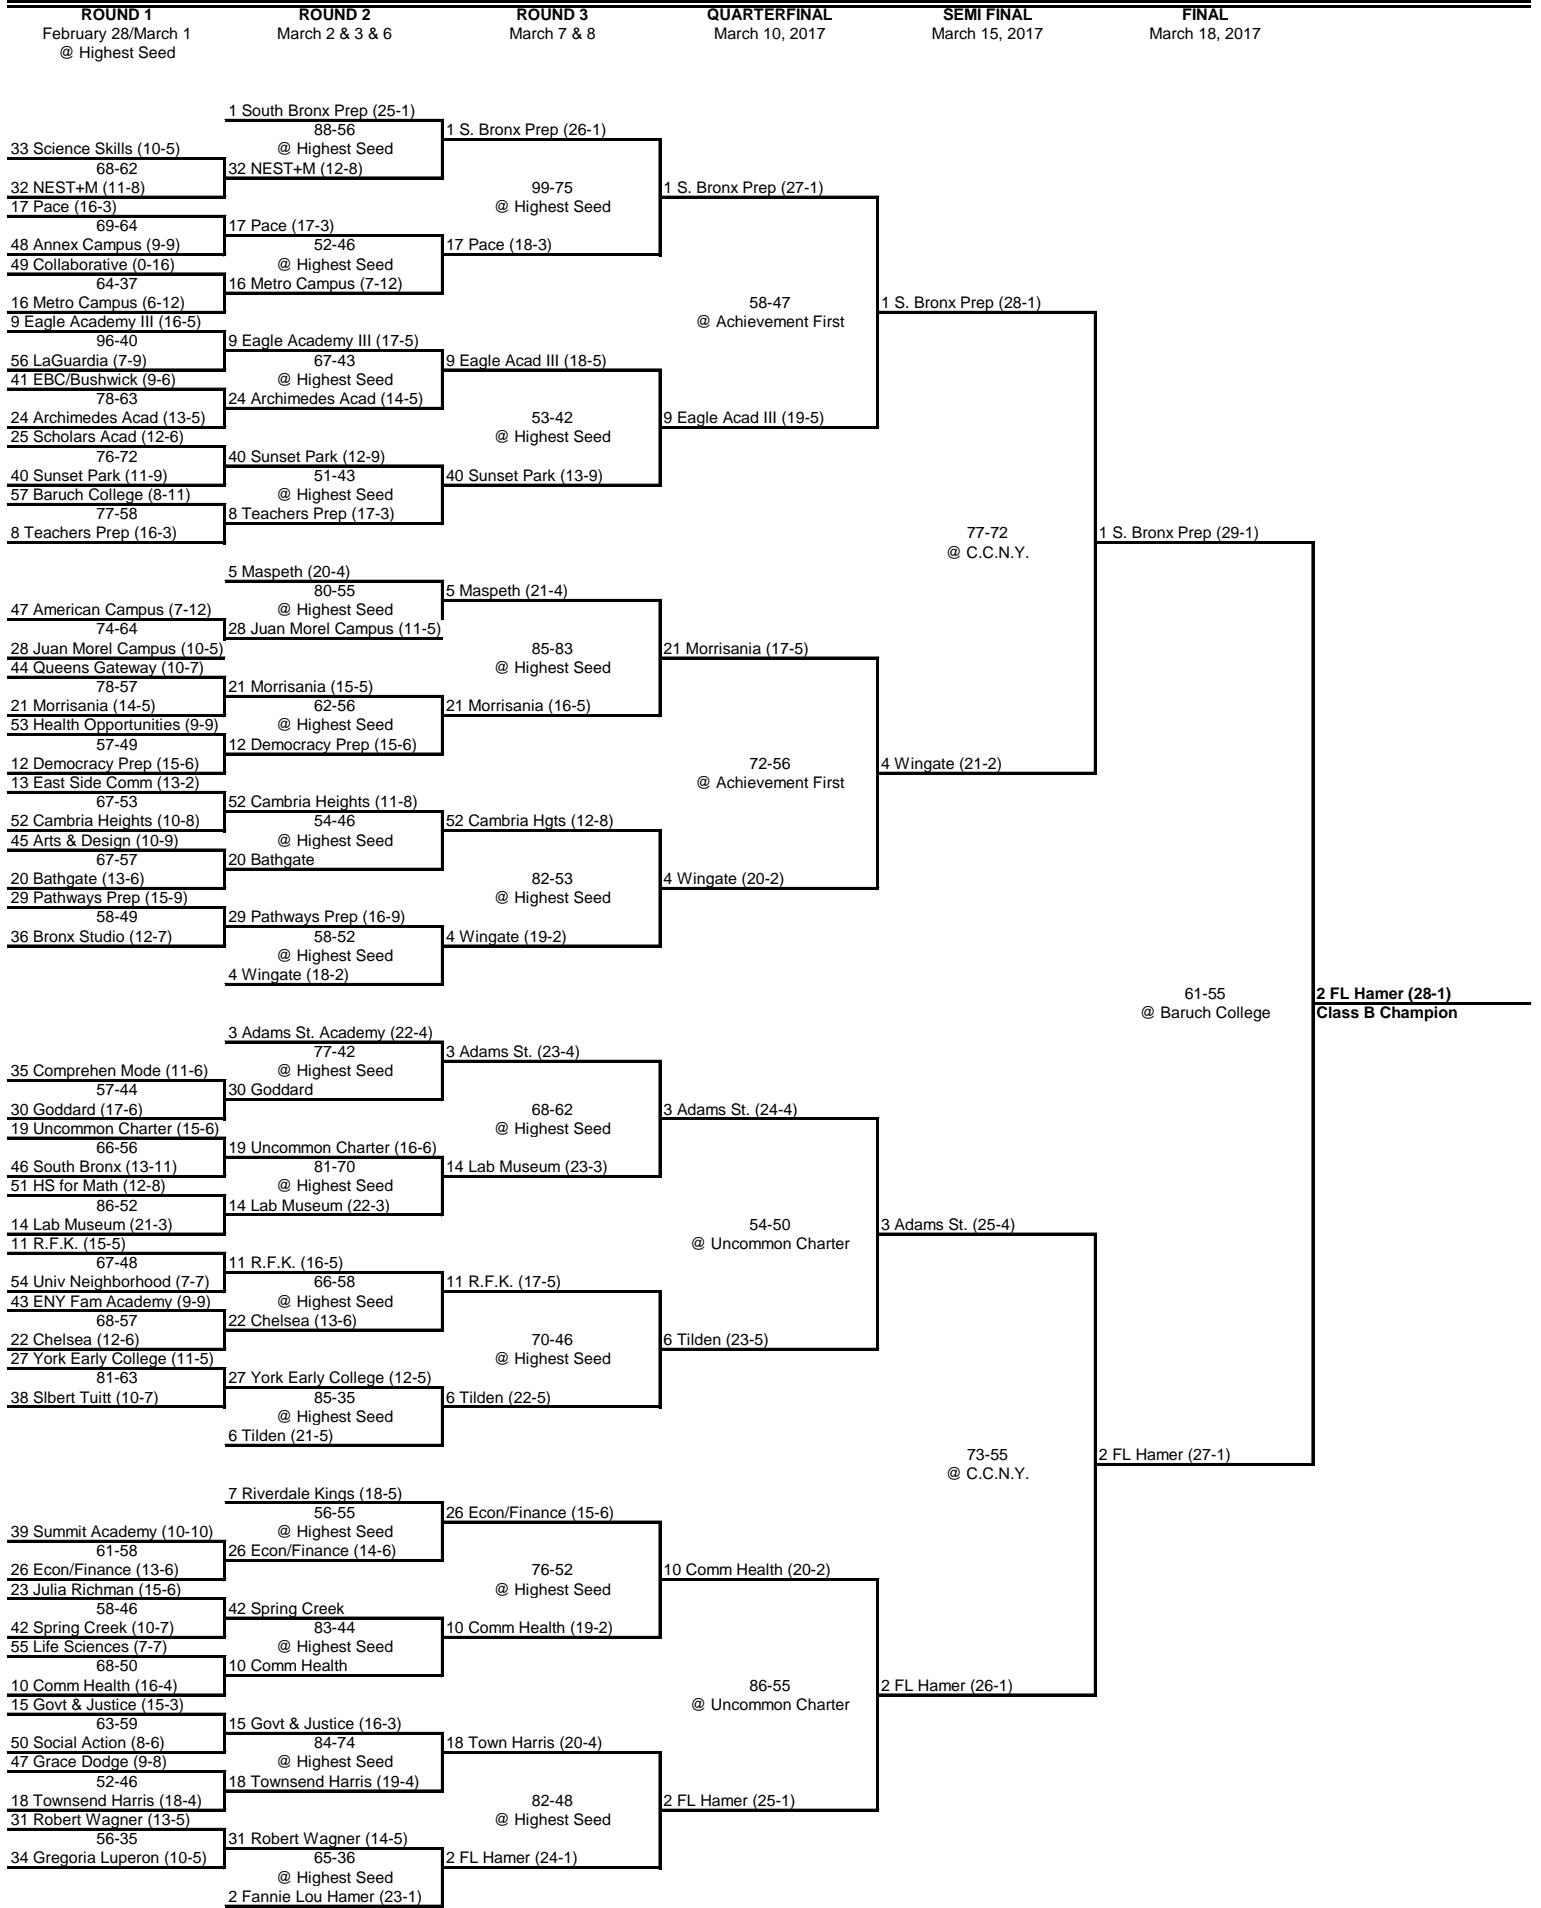 ROUND 1 ROUND 2 ROUND 3 QUARTERFINAL SEMI FINAL FINAL
February 28/March 1 March 2 & 3 & 6 March 7 & 8 March 10, 2017 March 15, 2017 March 18, 2017
@ Highest Seed
1 South Bronx Prep (25-1)
88-56 1 S. Bronx Prep (26-1)
33 Science Skills (10-5) @ Highest Seed
68-62 32 NEST+M (12-8)
32 NEST+M (11-8) 99-75 1 S. Bronx Prep (27-1)
17 Pace (16-3) @ Highest Seed
69-64 17 Pace (17-3)
48 Annex Campus (9-9) 52-46 17 Pace (18-3)
49 Collaborative (0-16) @ Highest Seed
64-37 16 Metro Campus (7-12)
16 Metro Campus (6-12) 58-47 1 S. Bronx Prep (28-1)
9 Eagle Academy III (16-5) @ Achievement First
96-40 9 Eagle Academy III (17-5)
56 LaGuardia (7-9) 67-43 9 Eagle Acad III (18-5)
41 EBC/Bushwick (9-6) @ Highest Seed
78-63 24 Archimedes Acad (14-5)
24 Archimedes Acad (13-5) 53-42 9 Eagle Acad III (19-5)
25 Scholars Acad (12-6) @ Highest Seed
76-72 40 Sunset Park (12-9)
40 Sunset Park (11-9) 51-43 40 Sunset Park (13-9)
57 Baruch College (8-11) @ Highest Seed
77-58 8 Teachers Prep (17-3)
8 Teachers Prep (16-3) 77-72 1 S. Bronx Prep (29-1)
@ C.C.N.Y.
5 Maspeth (20-4)
80-55 5 Maspeth (21-4)
47 American Campus (7-12) @ Highest Seed
74-64 28 Juan Morel Campus (11-5)
28 Juan Morel Campus (10-5) 85-83 21 Morrisania (17-5)
44 Queens Gateway (10-7) @ Highest Seed
78-57 21 Morrisania (15-5)
21 Morrisania (14-5) 62-56 21 Morrisania (16-5)
53 Health Opportunities (9-9) @ Highest Seed
57-49 12 Democracy Prep (15-6)
12 Democracy Prep (15-6) 72-56 4 Wingate (21-2)
13 East Side Comm (13-2) @ Achievement First
67-53 52 Cambria Heights (11-8)
52 Cambria Heights (10-8) 54-46 52 Cambria Hgts (12-8)
45 Arts & Design (10-9) @ Highest Seed
67-57 20 Bathgate
20 Bathgate (13-6) 82-53 4 Wingate (20-2)
29 Pathways Prep (15-9) @ Highest Seed
58-49 29 Pathways Prep (16-9)
36 Bronx Studio (12-7) 58-52 4 Wingate (19-2)
@ Highest Seed
4 Wingate (18-2)
61-55 2 FL Hamer (28-1)
@ Baruch College Class B Champion
3 Adams St. Academy (22-4)
77-42 3 Adams St. (23-4)
35 Comprehen Mode (11-6) @ Highest Seed
57-44 30 Goddard
30 Goddard (17-6) 68-62 3 Adams St. (24-4)
19 Uncommon Charter (15-6) @ Highest Seed
66-56 19 Uncommon Charter (16-6)
46 South Bronx (13-11) 81-70 14 Lab Museum (23-3)
51 HS for Math (12-8) @ Highest Seed
86-52 14 Lab Museum (22-3)
14 Lab Museum (21-3) 54-50 3 Adams St. (25-4)
11 R.F.K. (15-5) @ Uncommon Charter
67-48 11 R.F.K. (16-5)
54 Univ Neighborhood (7-7) 66-58 11 R.F.K. (17-5)
43 ENY Fam Academy (9-9) @ Highest Seed
68-57 22 Chelsea (13-6)
22 Chelsea (12-6) 70-46 6 Tilden (23-5)
27 York Early College (11-5) @ Highest Seed
81-63 27 York Early College (12-5)
38 Slbert Tuitt (10-7) 85-35 6 Tilden (22-5)
@ Highest Seed
6 Tilden (21-5)
73-55 2 FL Hamer (27-1)
@ C.C.N.Y.
7 Riverdale Kings (18-5)
56-55 26 Econ/Finance (15-6)
39 Summit Academy (10-10) @ Highest Seed
61-58 26 Econ/Finance (14-6)
26 Econ/Finance (13-6) 76-52 10 Comm Health (20-2)
23 Julia Richman (15-6) @ Highest Seed
58-46 42 Spring Creek
42 Spring Creek (10-7) 83-44 10 Comm Health (19-2)
55 Life Sciences (7-7) @ Highest Seed
68-50 10 Comm Health
10 Comm Health (16-4) 86-55 2 FL Hamer (26-1)
15 Govt & Justice (15-3) @ Uncommon Charter
63-59 15 Govt & Justice (16-3)
50 Social Action (8-6) 84-74 18 Town Harris (20-4)
47 Grace Dodge (9-8) @ Highest Seed
52-46 18 Townsend Harris (19-4)
18 Townsend Harris (18-4) 82-48 2 FL Hamer (25-1)
31 Robert Wagner (13-5) @ Highest Seed
56-35 31 Robert Wagner (14-5)
34 Gregoria Luperon (10-5) 65-36 2 FL Hamer (24-1)
@ Highest Seed
2 Fannie Lou Hamer (23-1)